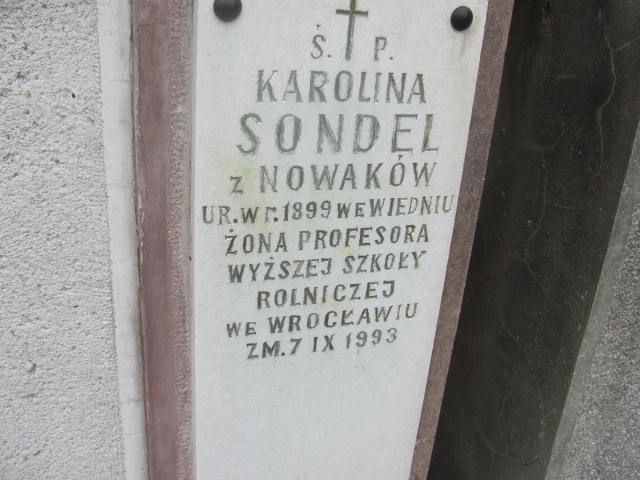 Ś. P.
KAROLINA
SONDEL
z NOWAKÓW
UR. W r. 1899 WE WIEDNIU
ŻONA PROFESORA
WYŻSZEJ SZKOŁY
ROLNICZEJ
WE WROCŁAWIU
ZM. 7 IX 1993